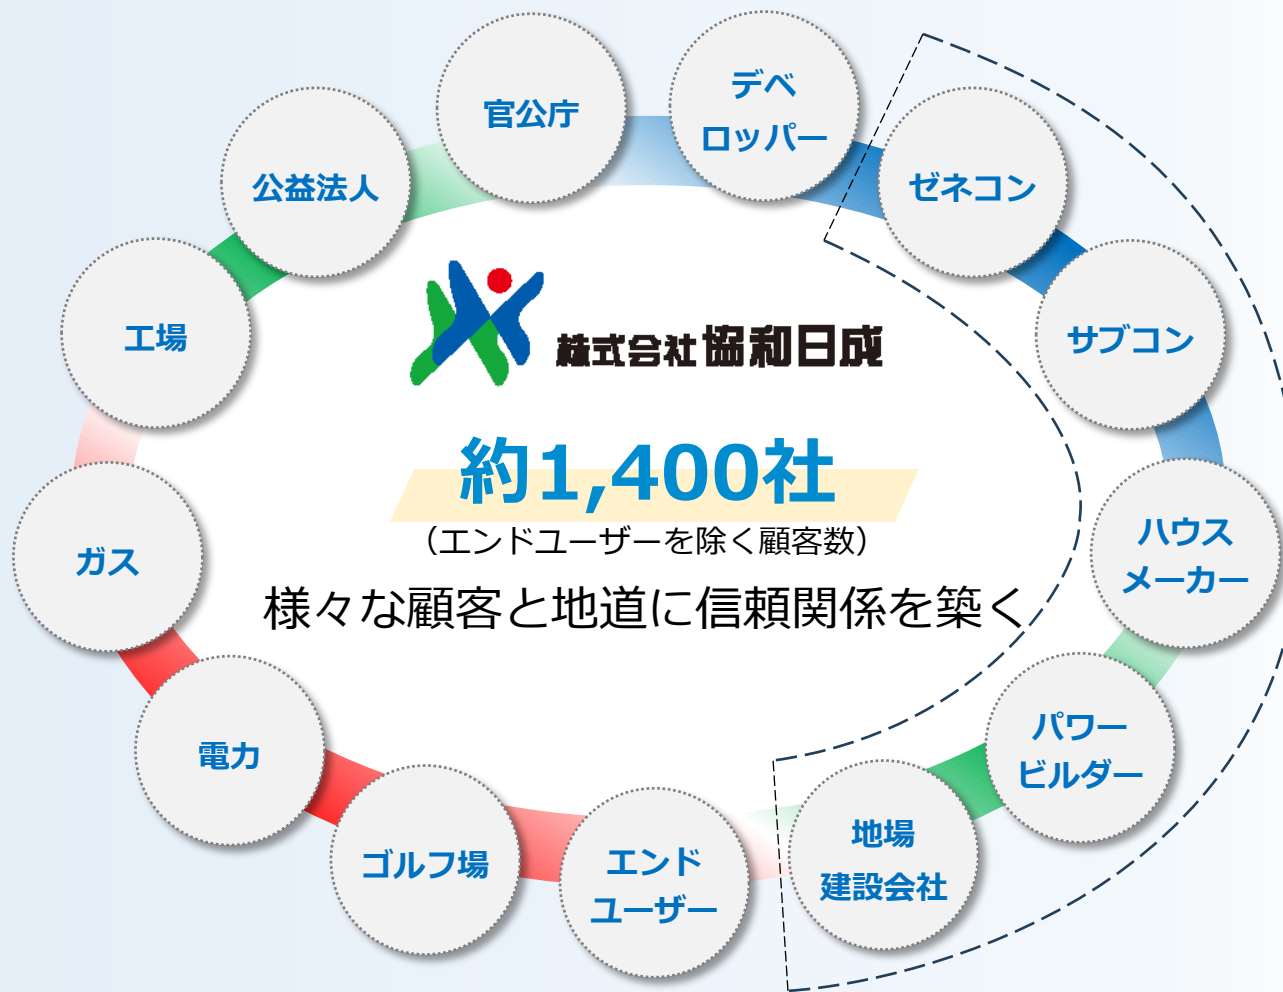 官公庁
デベ
ロッパー
ゼネコン
サブコン
ハウス
メーカー
パワー
ビルダー
地場
建設会社
エンド
ユーザー
ゴルフ場
電力
ガス
工場
公益法人
株式会社協和日成
約1,400社
（エンドユーザーを除く顧客数）
様々な顧客と地道に信頼関係を築く